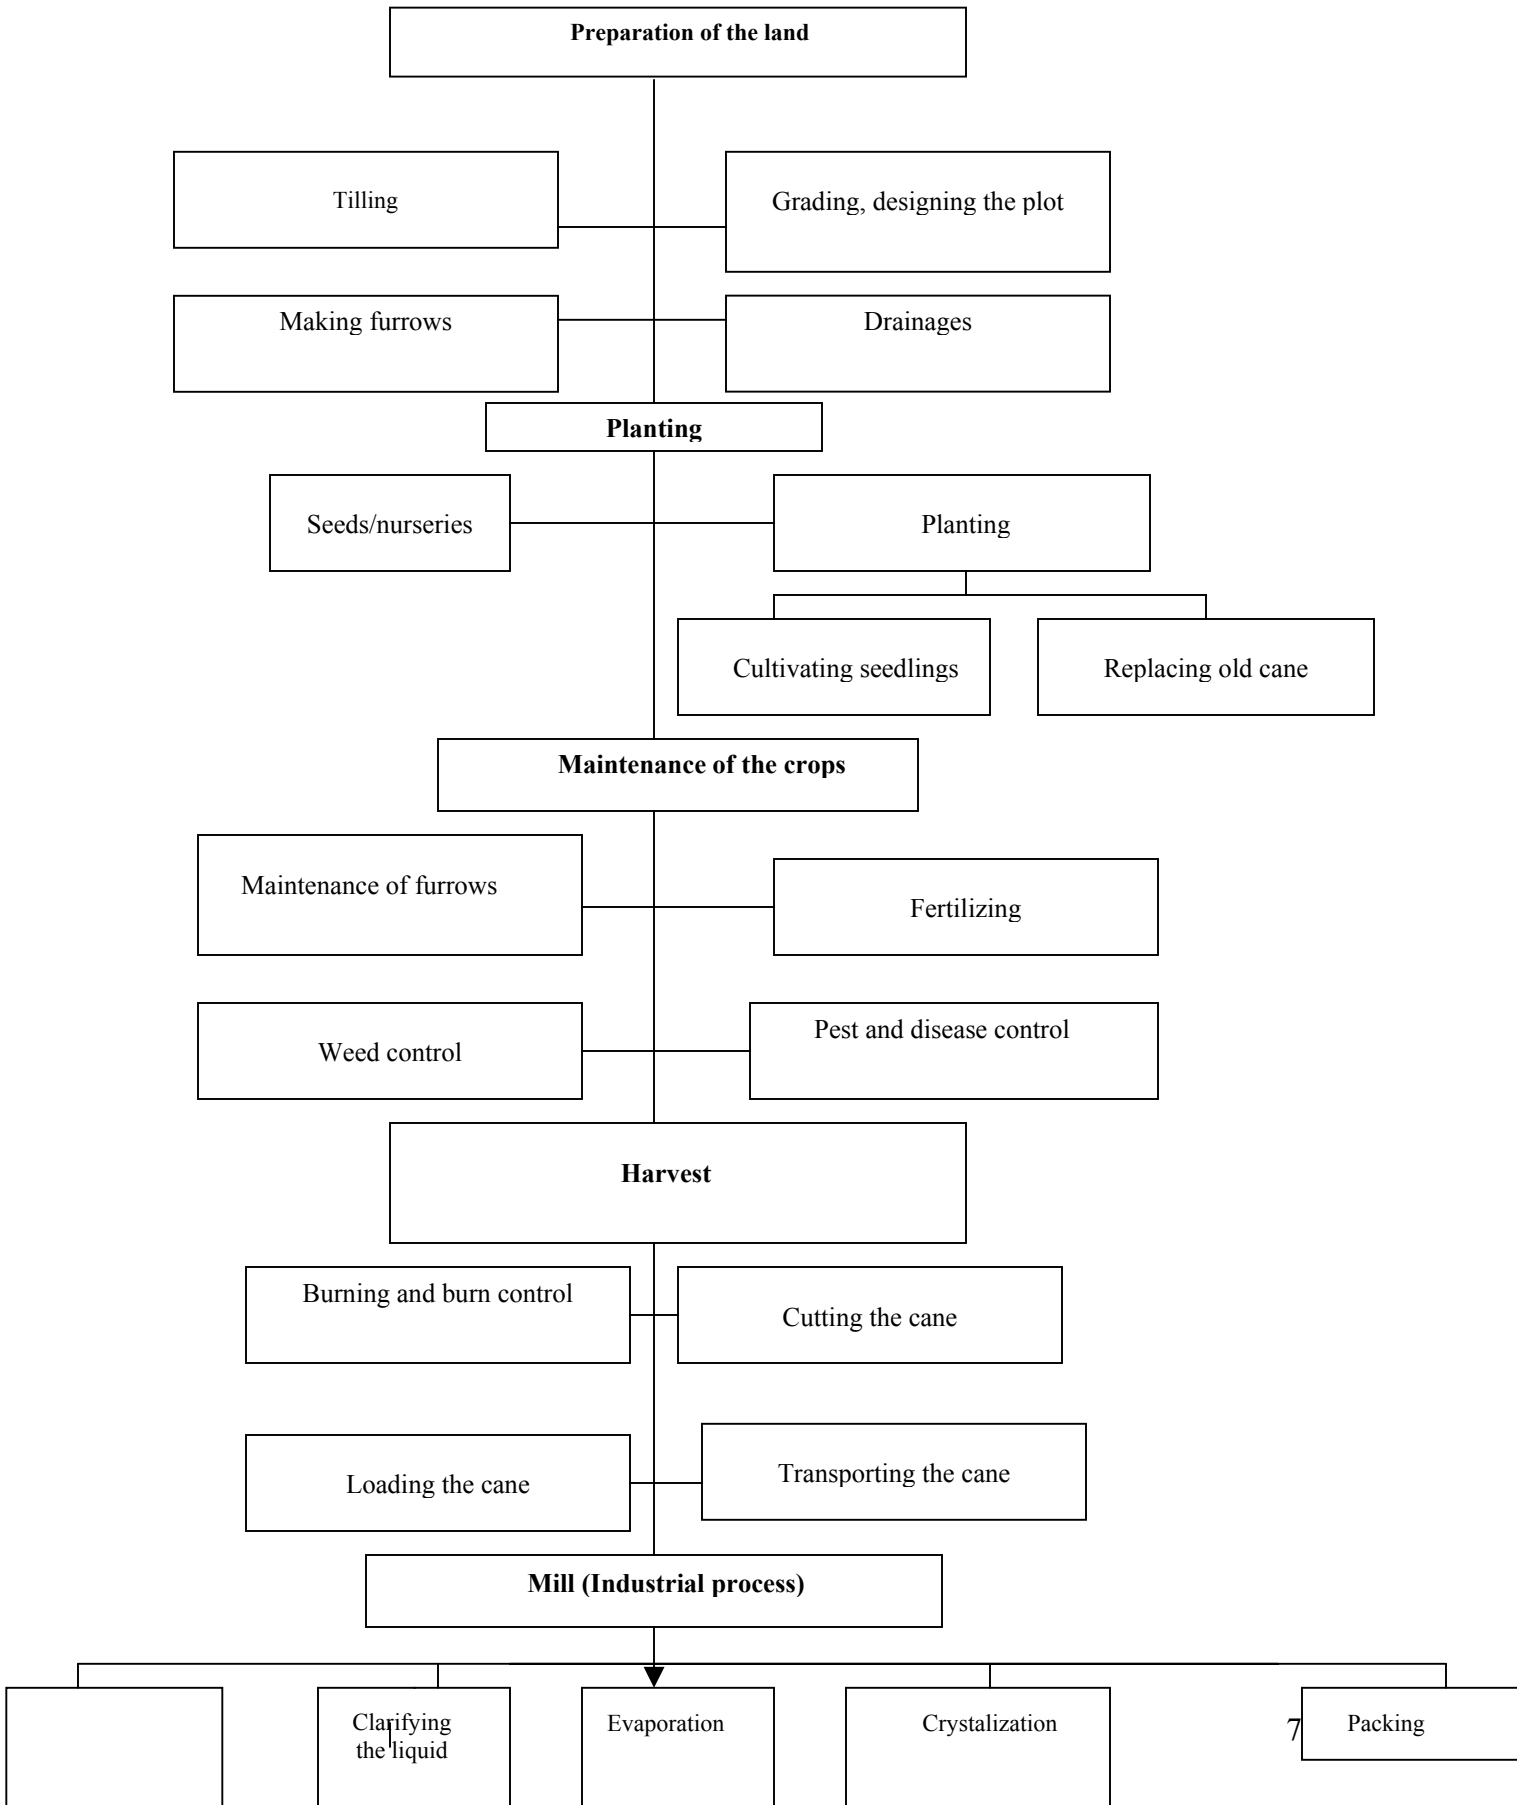 Preparation of the land
Tilling
Grading, designing the plot
Making furrows
Drainages
Planting
Seeds/nurseries
Planting
Cultivating seedlings
Replacing old cane
Maintenance of the crops
Maintenance of furrows
Fertilizing
Weed control
Pest and disease control
Harvest
Burning and burn control
Cutting the cane
Loading the cane
Transporting the cane
Mill (Industrial process)
Clarifying
the liquid
Evaporation
Crystalization
7
Packing